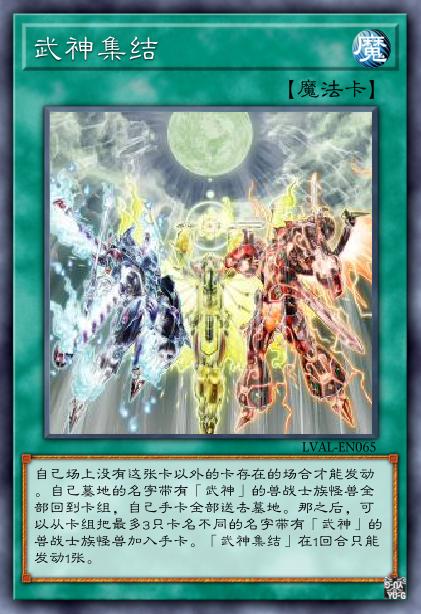 武神集结
魔
【魔法卡】
LVAL-EN065
自己场上没有这张卡以外的卡存在的场合才能发动
。自己墓地的名字带有「武神」的兽战士族怪兽全
部回到卡组，自己手卡全部送去墓地。那之后，可
以从卡组把最多3只卡名不同的名字带有「武神」的
兽战士族怪兽加入手卡。「武神集结」在1回合只能
发动1张。